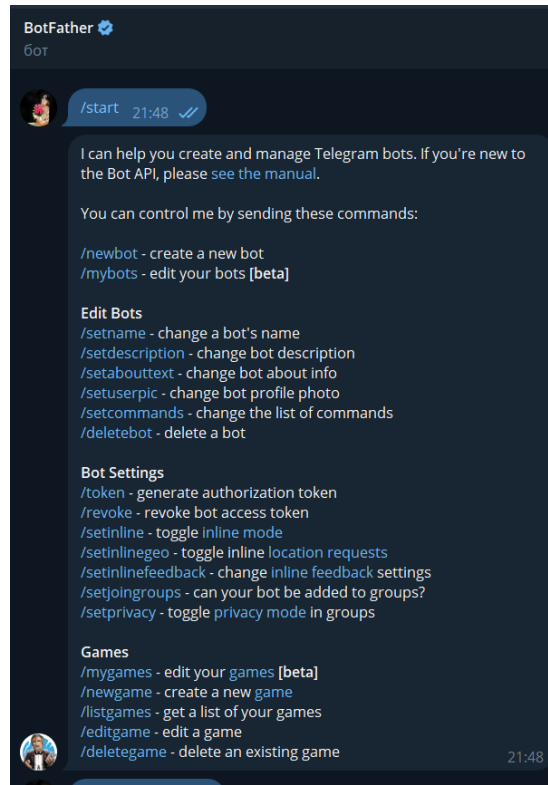 BotFather
бот
/start 21:48
I can help you create and manage Telegram bots. If you're new to
the Bot API, please see the manual.
You can control me by sending these commands:
/newbot - create a new bot
/mybots - edit your bots [beta]
Edit Bots
/setname - change a bot's name
/setdescription - change bot description
/setabouttext - change bot about info
/setuserpic - change bot profile photo
/setcommands - change the list of commands
/deletebot - delete a bot
Bot Settings
/token - generate authorization token
/revoke - revoke bot access token
/setinline - toggle inline mode
/setinlinegeo - toggle inline location requests
/setinlinefeedback - change inline feedback settings
/setjoingroups - can your bot be added to groups?
/setprivacy - toggle privacy mode in groups
Games
/mygames - edit your games [beta]
/newgame - create a new game
/listgames - get a list of your games
/editgame - edit a game
/deletegame - delete an existing game
21:48